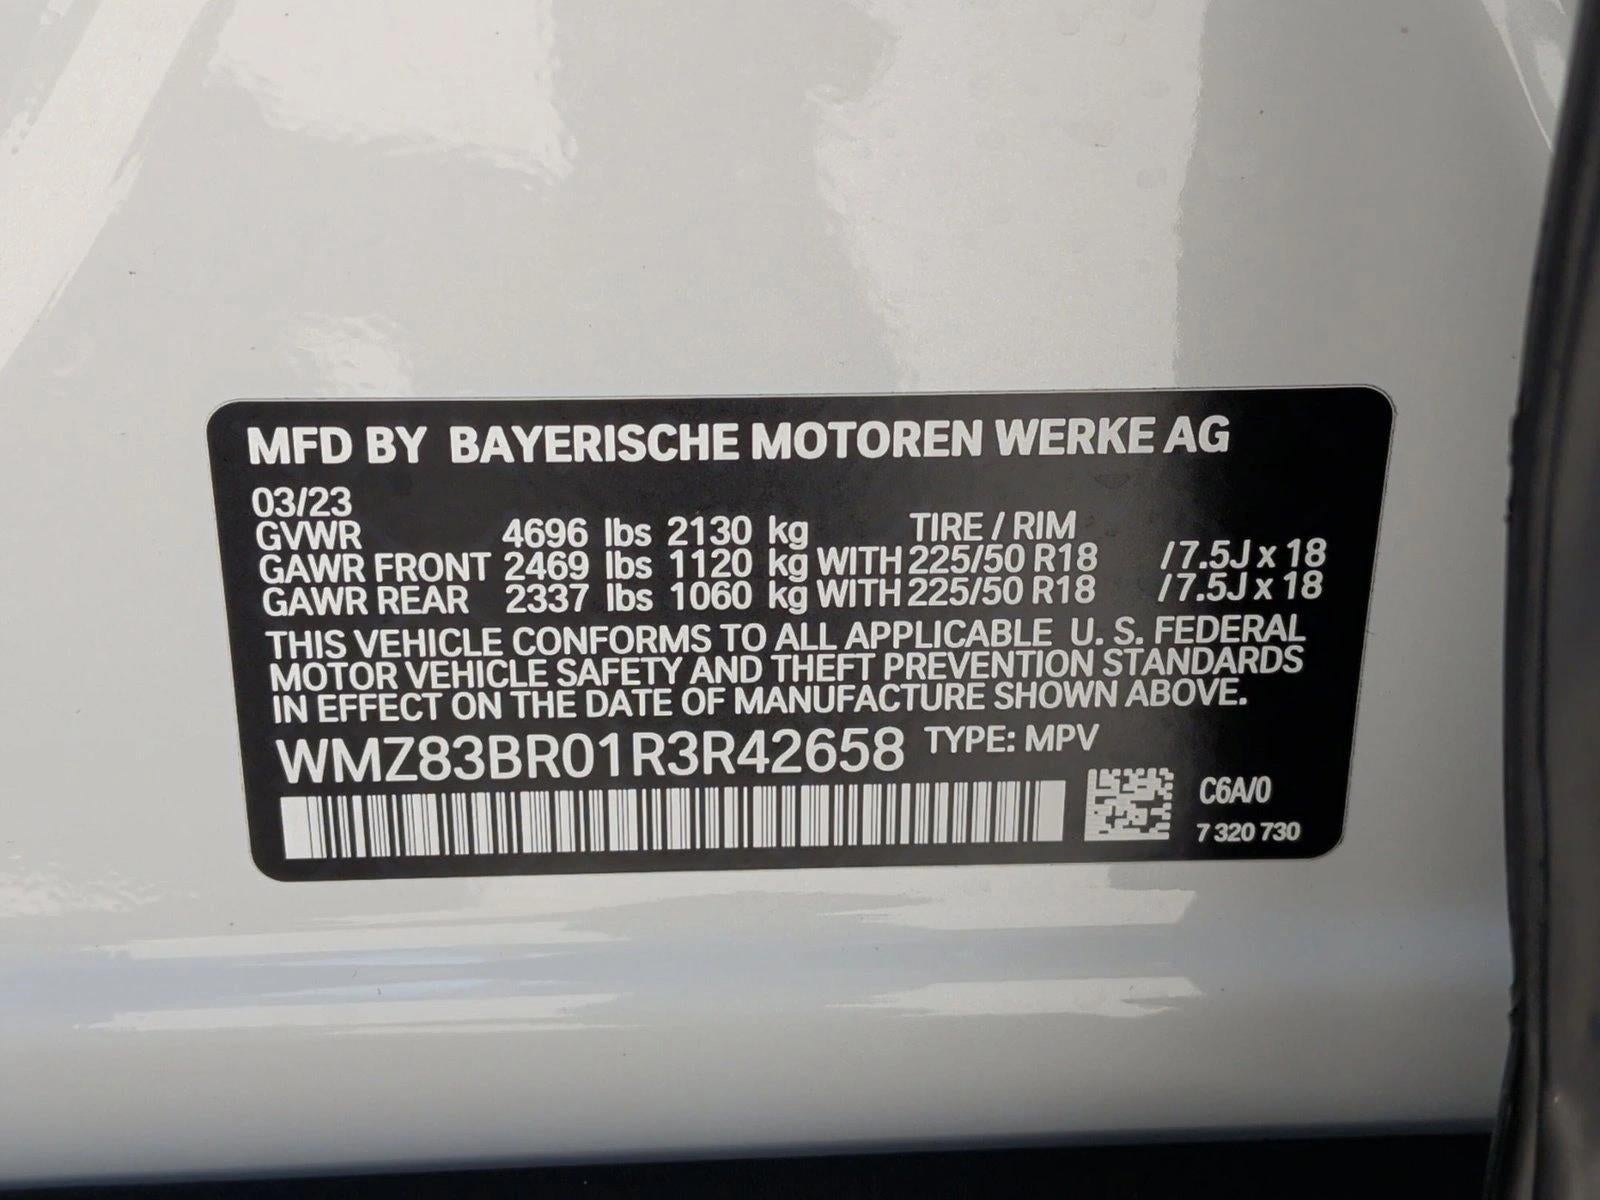 MFD BY BAYERISCHE MOTOREN WERKE AG
03/23
GVWR 4696 lbs 2130 kg TIRE / RIM
GAWR FRONT 2469 lbs 1120 kg WITH 225/50 R18 /7.5J x 18
GAWR REAR 2337 lbs 1060 kg WITH 225/50 R18 /7.5J x 18
THIS VEHICLE CONFORMS TO ALL APPLICABLE U. S. FEDERAL
MOTOR VEHICLE SAFETY AND THEFT PREVENTION STANDARDS
IN EFFECT ON THE DATE OF MANUFACTURE SHOWN ABOVE.
WMZ83BR01R3R42658 TYPE: MPV
C6A/0
7 320 730